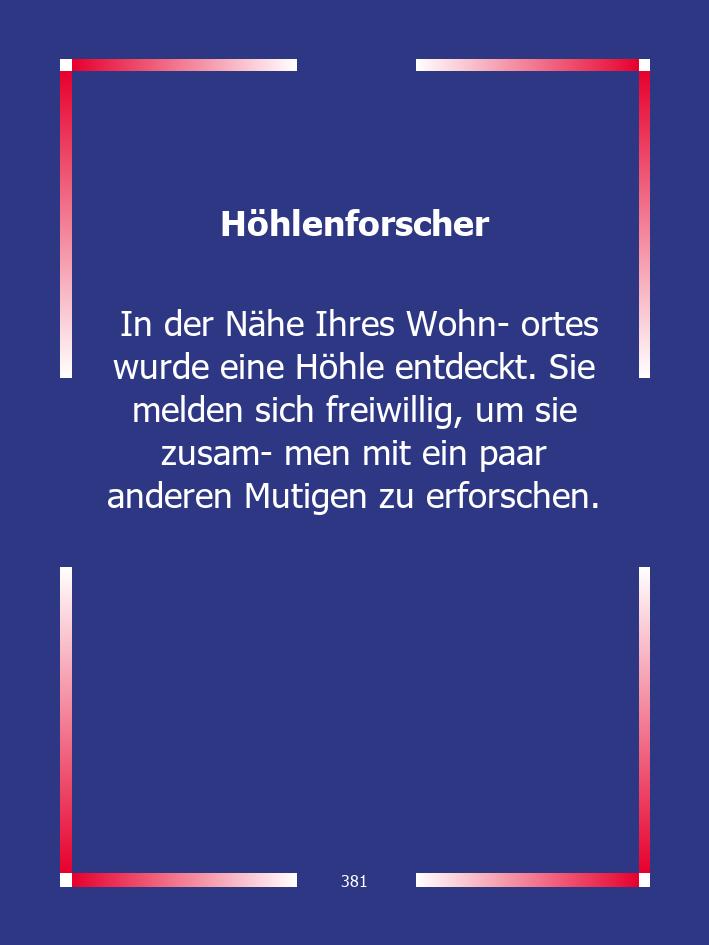 Höhlenforscher
In der Nähe Ihres Wohn- ortes
wurde eine Höhle entdeckt. Sie
melden sich freiwillig, um sie
zusam- men mit ein paar
anderen Mutigen zu erforschen.
381